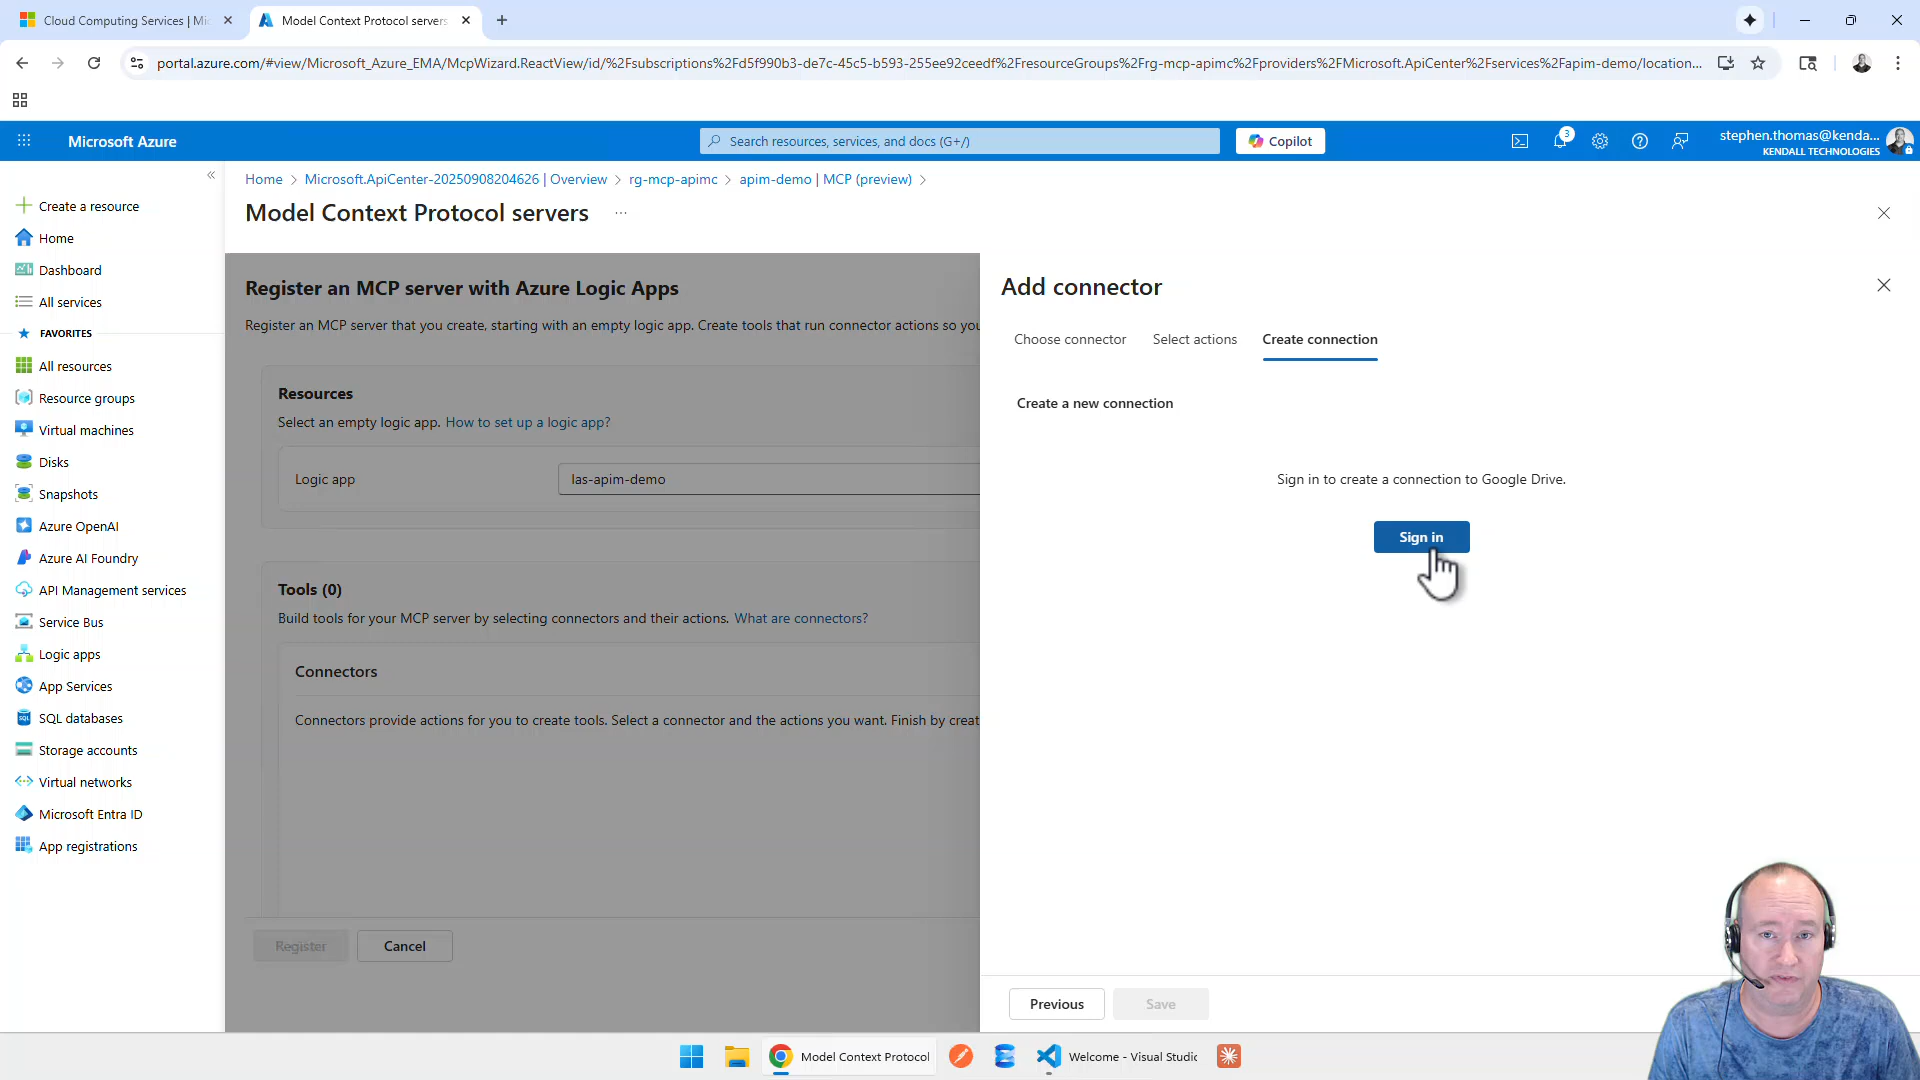 Cloud Computing Services | Mic
Model Context Protocol servers
portal.azure.com/#view/Microsoft_Azure_EMA/McpWizard.ReactView/id/%2Fsubscriptions%2Fd5f990b3-de7c-45c5-b593-255ee92ceedf%2FresourceGroups%2Frg-mcp-apimc%2Fproviders%2FMicrosoft.ApiCenter%2Fservices%2Fapim-demo/location...
Microsoft Azure
Search resources, services, and docs (G+/)
Copilot
3
stephen.thomas@kenda...
KENDALL TECHNOLOGIES
Home > Microsoft.ApiCenter-20250908204626 | Overview > rg-mcp-apimc > apim-demo | MCP (preview) >
Model Context Protocol servers ...
Create a resource
Home
Dashboard
All services
FAVORITES
All resources
Resource groups
Virtual machines
Disks
Snapshots
Azure OpenAI
Azure AI Foundry
API Management services
Service Bus
Logic apps
App Services
SQL databases
Storage accounts
Virtual networks
Microsoft Entra ID
App registrations
Register an MCP server with Azure Logic Apps
Register an MCP server that you create, starting with an empty logic app. Create tools that run connector actions so you
Resources
Select an empty logic app. How to set up a logic app?
Logic app
las-apim-demo
Tools (0)
Build tools for your MCP server by selecting connectors and their actions. What are connectors?
Connectors
Connectors provide actions for you to create tools. Select a connector and the actions you want. Finish by creat
Register
Cancel
Add connector
Choose connector
Select actions
Create connection
Create a new connection
Sign in to create a connection to Google Drive.
Sign in
Previous
Save
Model Context Protocol
Welcome - Visual Studio